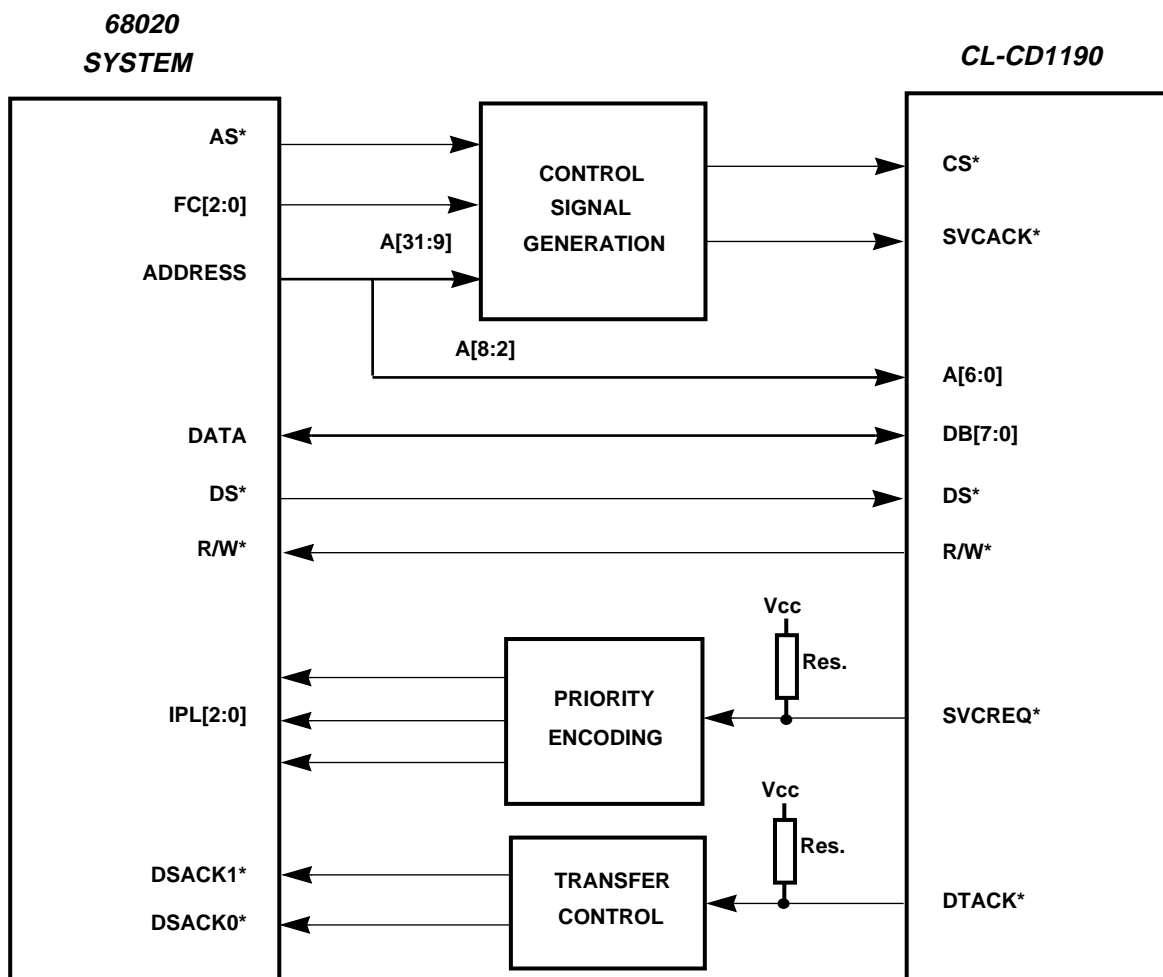 68020
SYSTEM
CL-CD1190
AS*
FC[2:0]
ADDRESS
A[31:9]
CONTROL
SIGNAL
GENERATION
CS*
SVCACK*
A[8:2]
A[6:0]
DATA
DB[7:0]
DS*
DS*
R/W*
R/W*
Vcc
Res.
IPL[2:0]
PRIORITY
ENCODING
SVCREQ*
Vcc
Res.
DSACK1*
DSACK0*
TRANSFER
CONTROL
DTACK*